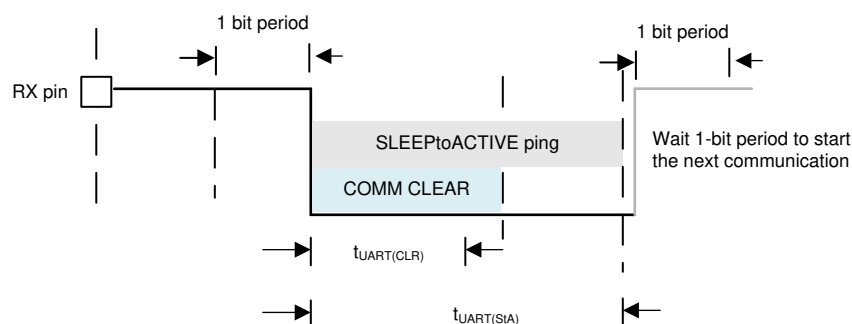 1 bit period
1 bit period
RX pin
SLEEPtoACTIVE ping
Wait 1-bit period to start
the next communication
COMM CLEAR
tUART(CLR)
tUART(StA)